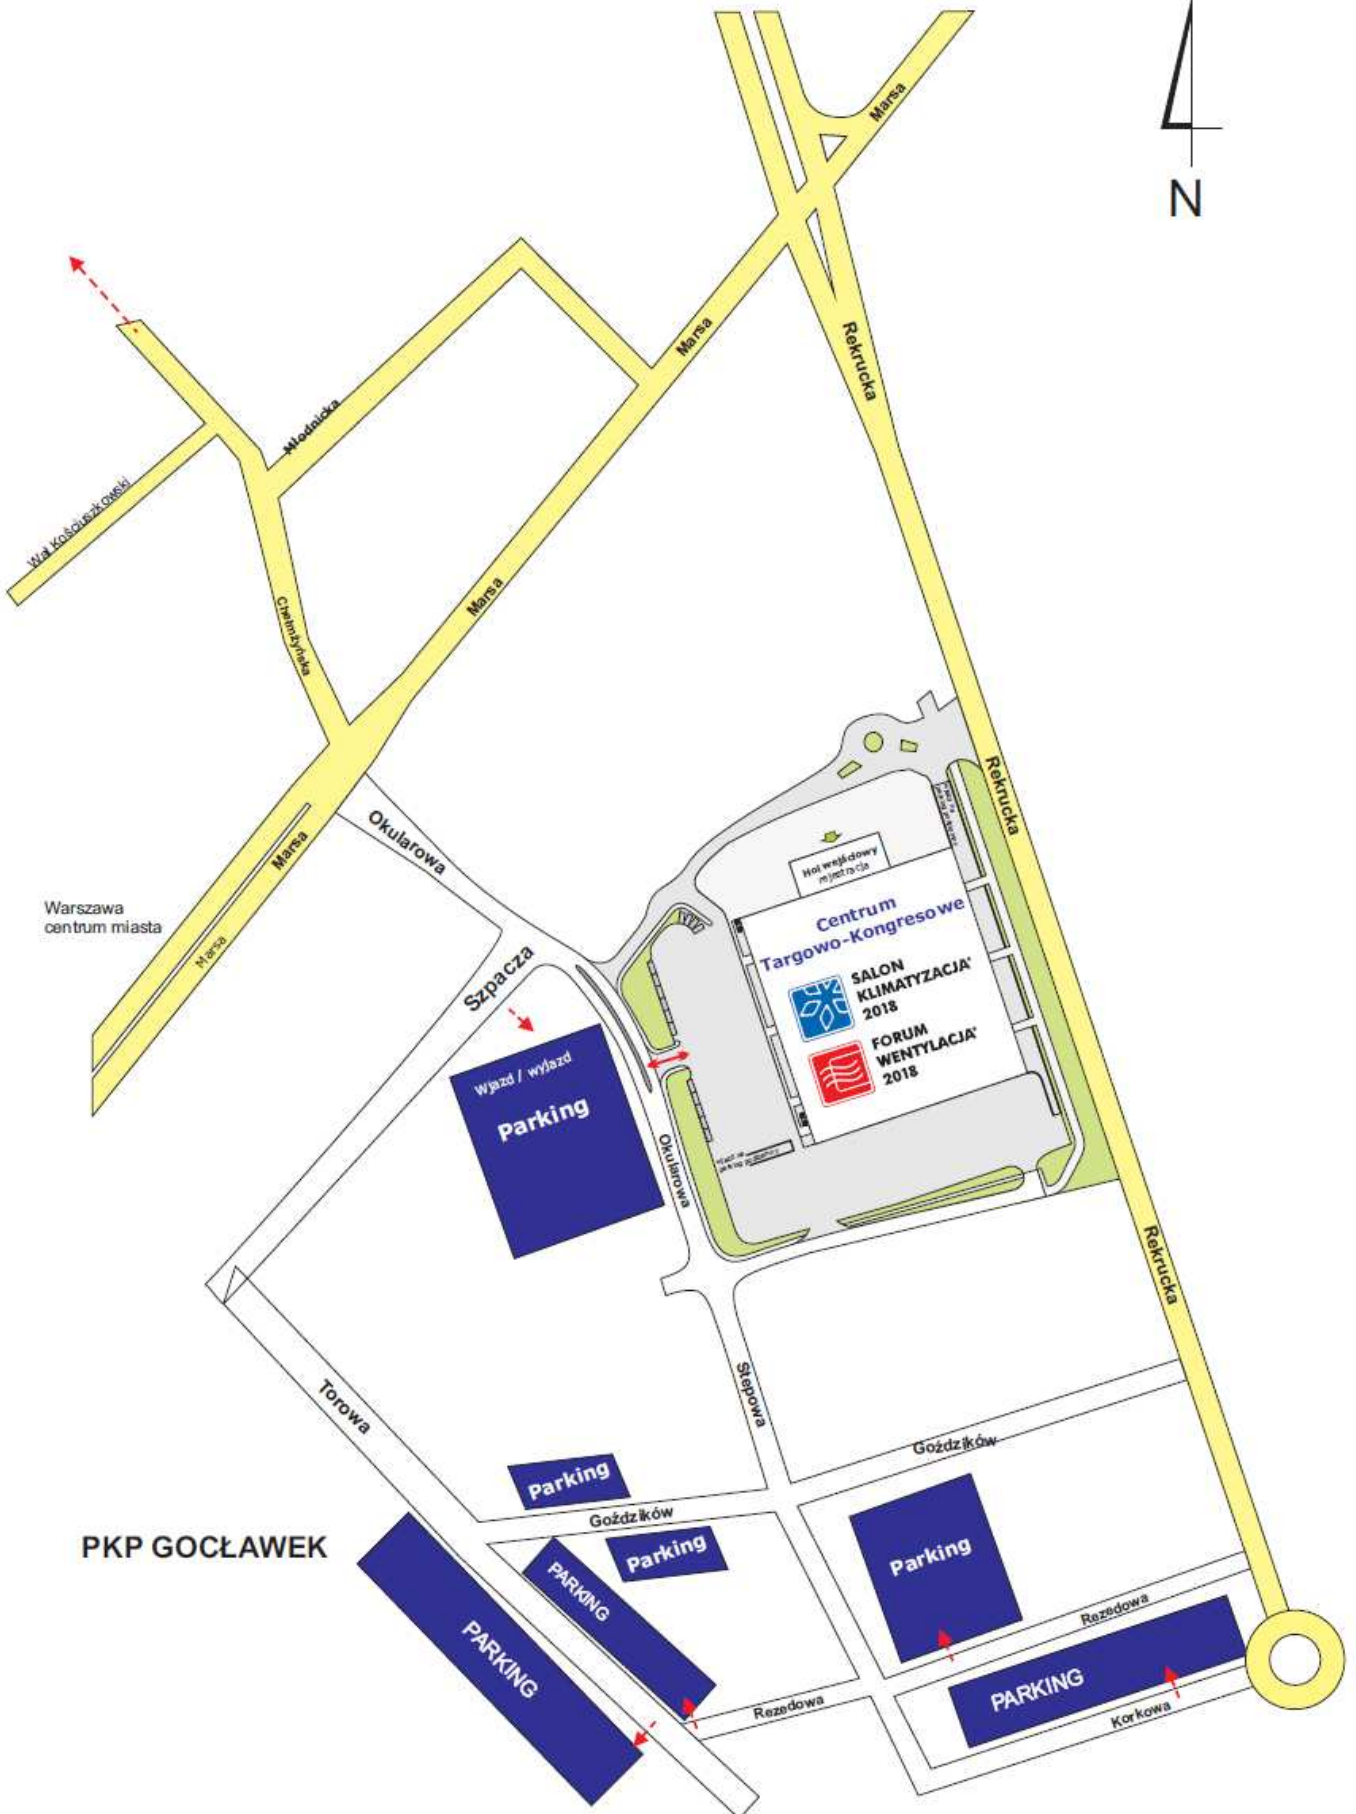 Marsa
N
Marsa
Rekrucka
Młodnicka
Wał Kościuszkowski
Marsa
Chełmżyńska
Rekrucka
Okularowa
Marsa
Hol wejściowy
rejestracja
Warszawa
centrum miasta
Marsa
Centrum
Targowo-Kongresowe
Szpacza
SALON
KLIMATYZACJA
2018
FORUM
WENTYLACJA
2018
Wjazd / wyjazd
Parking
Okularowa
Rekrucka
Torowa
Stepowa
Goździków
Parking
Goździków
PKP GOCŁAWEK
Parking
Parking
PARKING
PARKING
Rezedowa
PARKING
Rezedowa
Korkowa